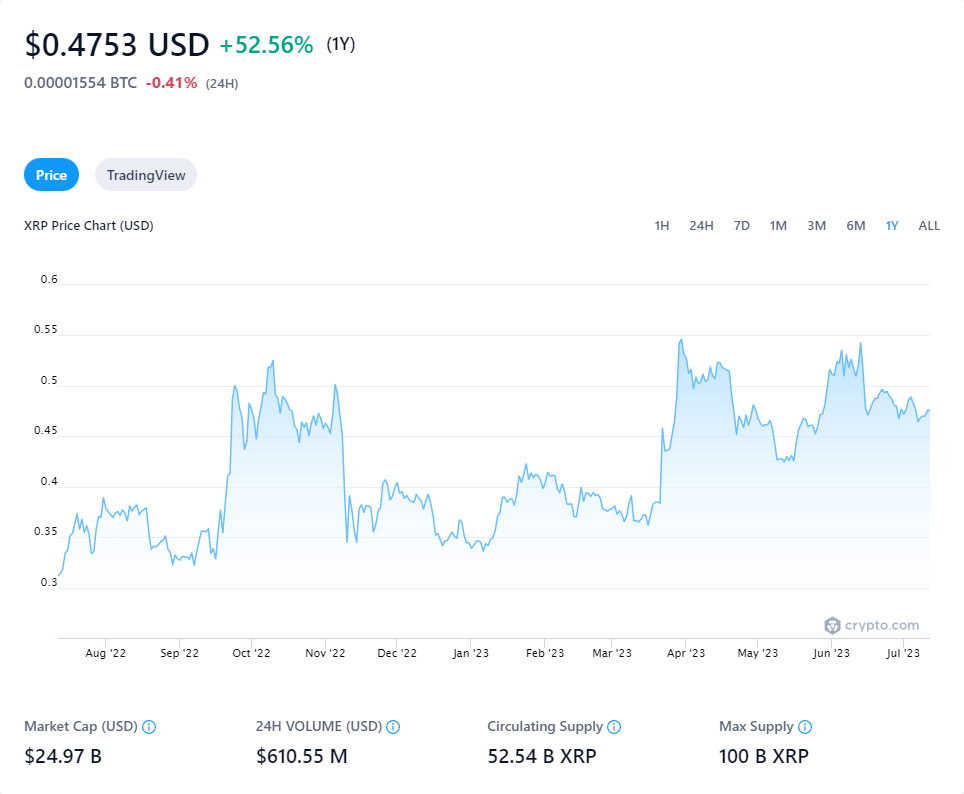 $0.4753 USD +52.56% (1Y)
0.00001554 BTC -0.41% (24H)
Price TradingView
XRP Price Chart (USD) 1H 24H 7D 1M 3M 6M 1Y ALL
0.6
0.55
0.5
0.45
0.4
0.35
0.3
crypto.com
Aug '22 Sep '22 Oct '22 Nov '22 Dec '22 Jan '23 Feb '23 Mar '23 Apr '23 May '23 Jun '23 Jul '23
Market Cap (USD) 24H VOLUME (USD) Circulating Supply Max Supply
$24.97 B $610.55 M 52.54 B XRP 100 B XRP